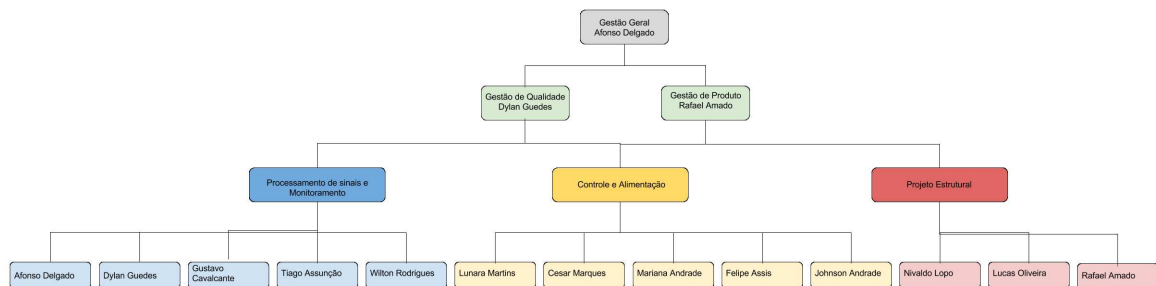 Gestão Geral
Afonso Delgado
Gestão de Qualidade
Dylan Guedes
Gestão de Produto
Rafael Amado
Processamento de sinais e
Monitoramento
Controle e Alimentação
Projeto Estrutural
Afonso Delgado
Dylan Guedes
Gustavo
Cavalcante
Tiago Assunção
Wilton Rodrigues
Lunara Martins
Cesar Marques
Mariana Andrade
Felipe Assis
Johnson Andrade
Nivaldo Lopo
Lucas Oliveira
Rafael Amado